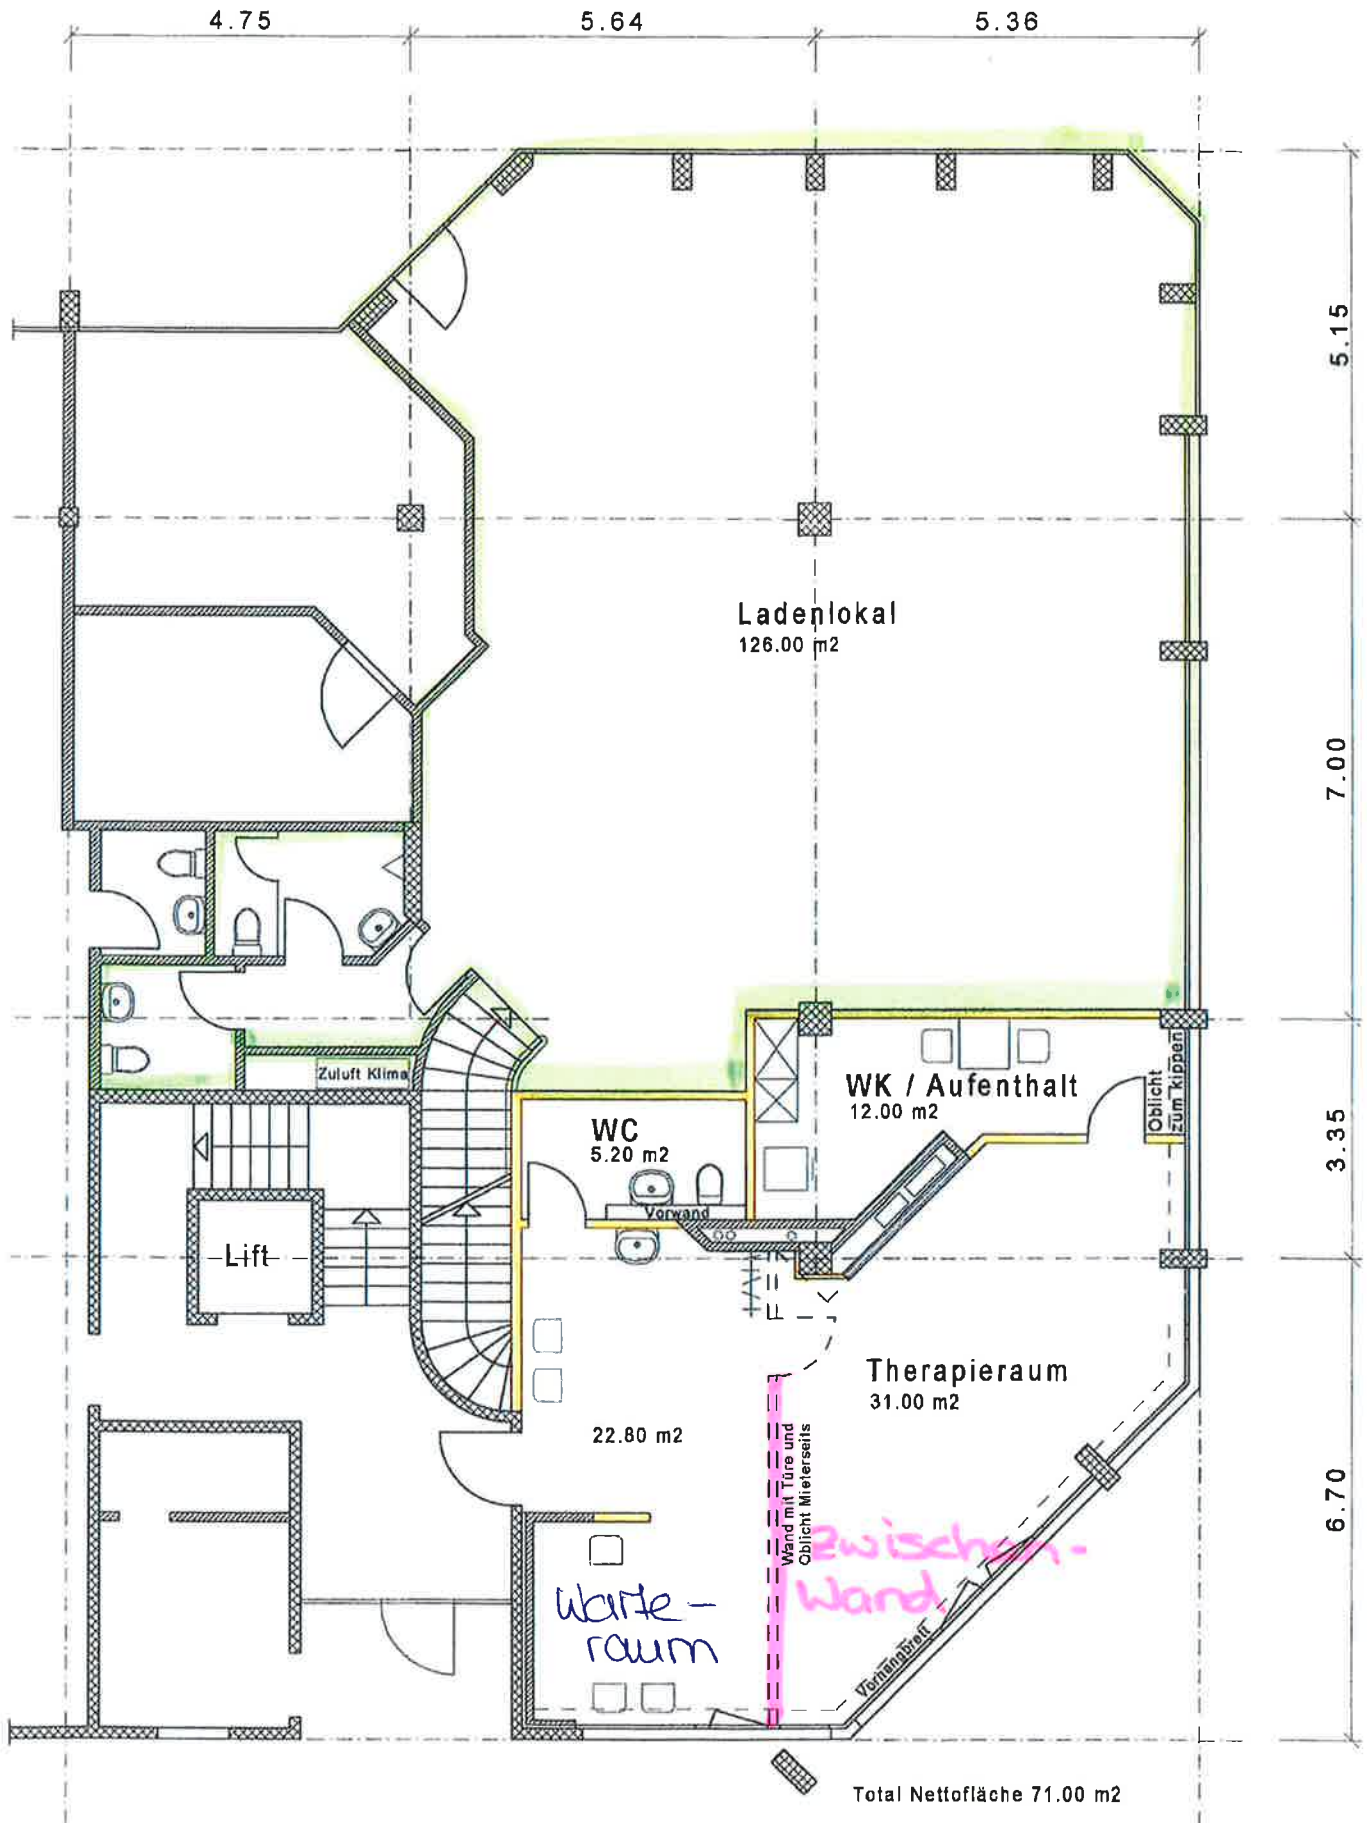 4.75
5.64
5.36
5.15
7.00
3.35
6.70
Ladenlokal
126.00 m2
Zuluft Klima
WK / Aufenthalt
12.00 m2
Oblicht
zum kippen
WC
5.20 m2
Vorwand
Lift
Therapieraum
31.00 m2
22.80 m2
Wand mit Türe und
Oblicht Mieterseits
Zwischen-
Wand
Warte-
raum
Vorhangbrett
Total Nettofläche 71.00 m2